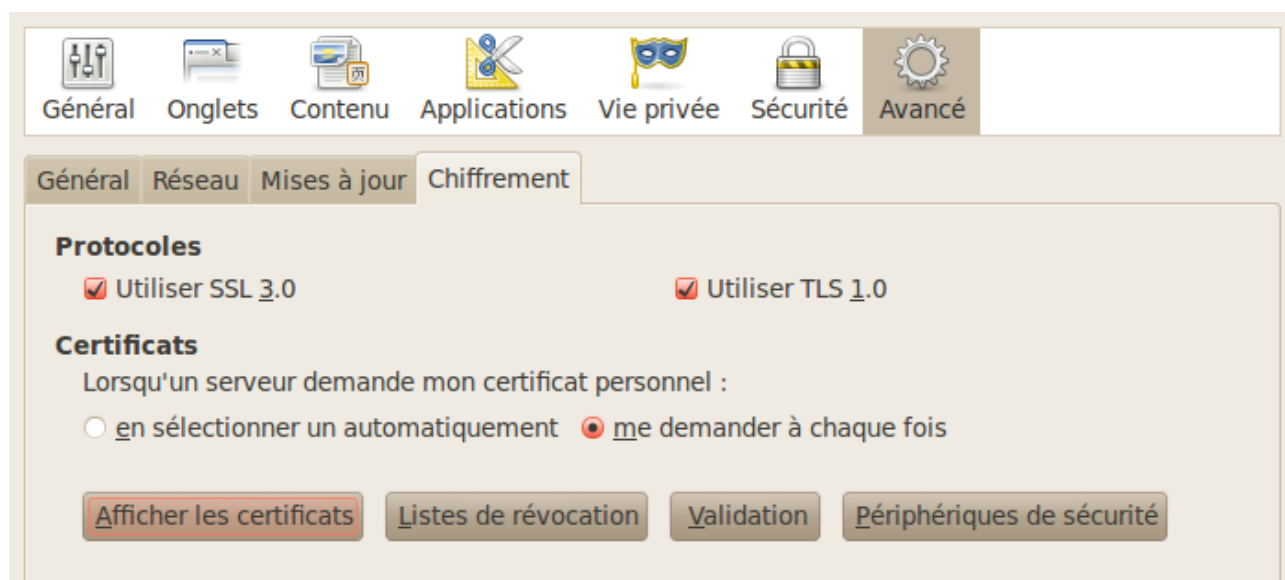 Général Onglets Contenu Applications Vie privée Sécurité Avancé
Général Réseau Mises à jour Chiffrement
Protocoles
Utiliser SSL 3.0 Utiliser TLS 1.0
Certificats
Lorsqu'un serveur demande mon certificat personnel :
en sélectionner un automatiquement me demander à chaque fois
Afficher les certificats Listes de révocation Validation Périphériques de sécurité